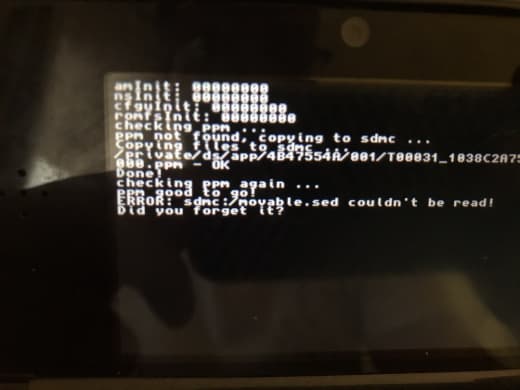 amInit: 00000000
nsInit: 00000000
cfguInit: 00000000
romfsInit: 00000000
checking ppm ...
ppm not found, copying to sdmc ...
Copying files to sdmc ...
/private/ds/app/4B47554A/001/T00031_1038C2A75
000.ppm - OK
Done!
checking ppm again ...
ppm good to go!
ERROR: sdmc:/movable.sed couldn't be read!
Did you forget it?